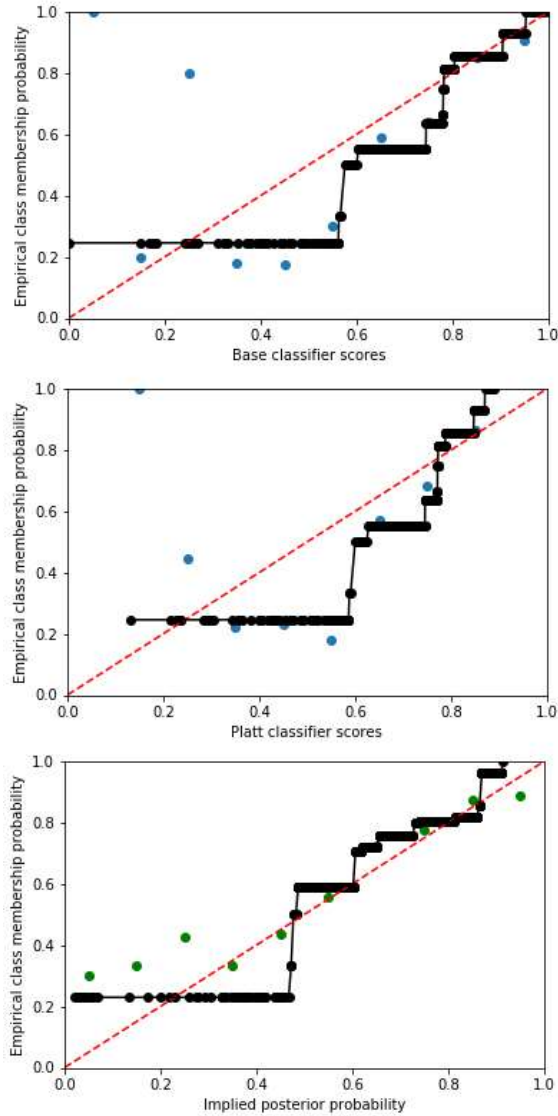 1.0
0.8
0.6
0.4
0.2
0.0
Empirical class membership probability
0.0 0.2 0.4 0.6 0.8 1.0
Base classifier scores
1.0
0.8
0.6
0.4
0.2
0.0
Empirical class membership probability
0.0 0.2 0.4 0.6 0.8 1.0
Platt classifier scores
1.0
0.8
0.6
0.4
0.2
0.0
Empirical class membership probability
0.0 0.2 0.4 0.6 0.8 1.0
Implied posterior probability